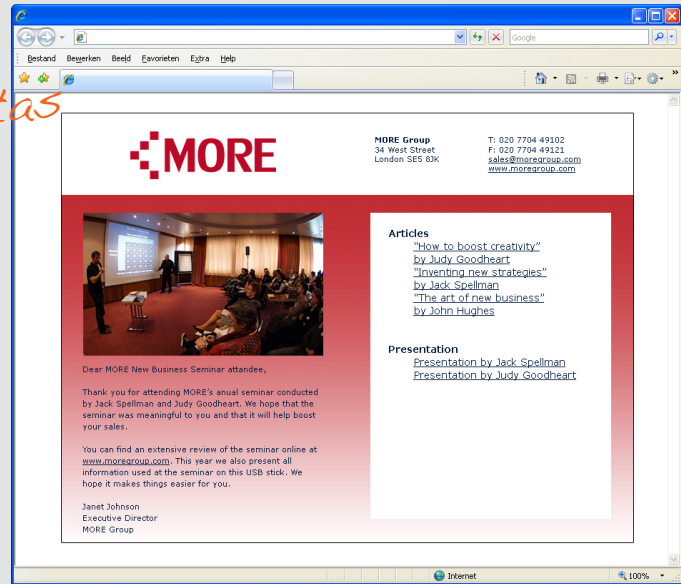 Google
Bestand Bewerken Beeld Favorieten Extra Help
MORE
MORE Group
34 West Street
London SE5 8JK
T: 020 7704 49102
F: 020 7704 49121
sales@moregroup.com
www.moregroup.com
Dear MORE New Business Seminar attandee,
Thank you for attending MORE's anual seminar conducted
by Jack Spellman and Judy Goodheart. We hope that the
seminar was meaningful to you and that it will help boost
your sales.
You can find an extensive review of the seminar online at
www.moregroup.com. This year we also present all
information used at the seminar on this USB stick. We
hope it makes things easier for you.
Janet Johnson
Executive Director
MORE Group
Articles
"How to boost creativity"
by Judy Goodheart
"Inventing new strategies"
by Jack Spellman
"The art of new business"
by John Hughes
Presentation
Presentation by Jack Spellman
Presentation by Judy Goodheart
Internet
100%